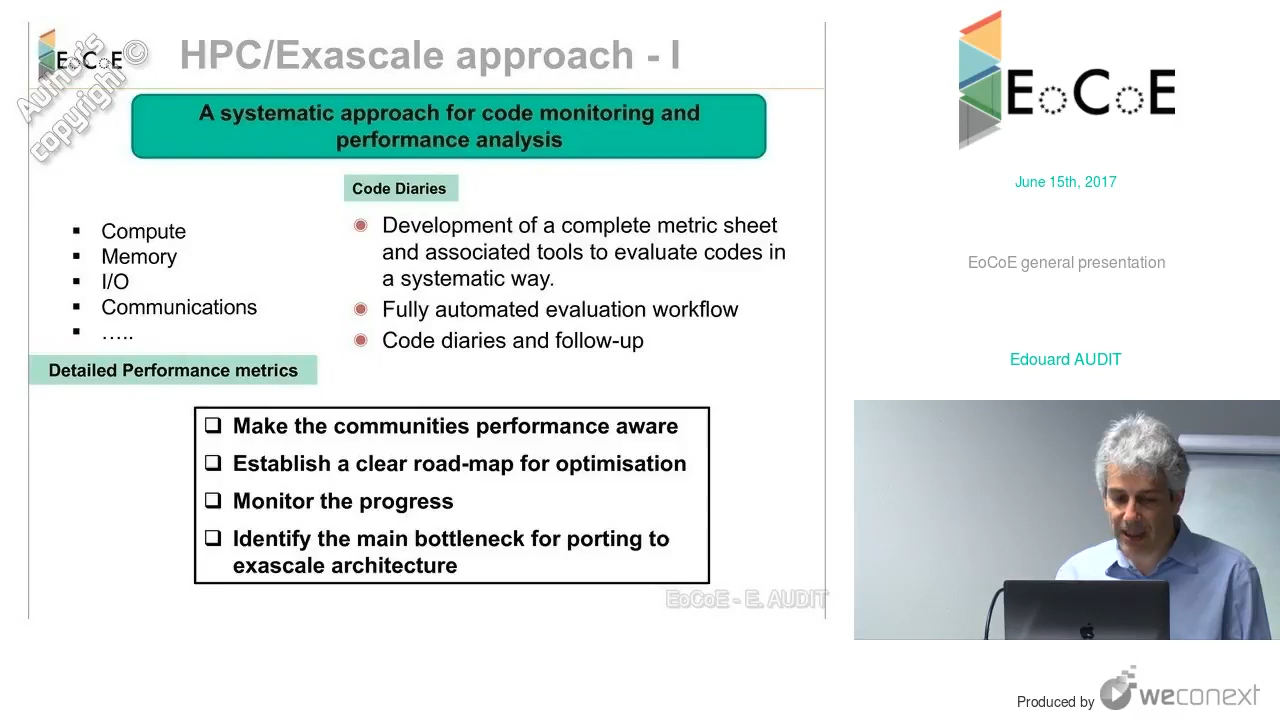 EoCoE
HPC/Exascale approach - I
Author's
copyright ©
A systematic approach for code monitoring and
performance analysis
Code Diaries
▪ Compute
▪ Memory
▪ I/O
▪ Communications
▪ …..
Detailed Performance metrics
Development of a complete metric sheet
and associated tools to evaluate codes in
a systematic way.
Fully automated evaluation workflow
Code diaries and follow-up
❑ Make the communities performance aware
❑ Establish a clear road-map for optimisation
❑ Monitor the progress
❑ Identify the main bottleneck for porting to
exascale architecture
EoCoE - E. AUDIT
EoCoE
June 15th, 2017
EoCoE general presentation
Edouard AUDIT
Produced by weconext